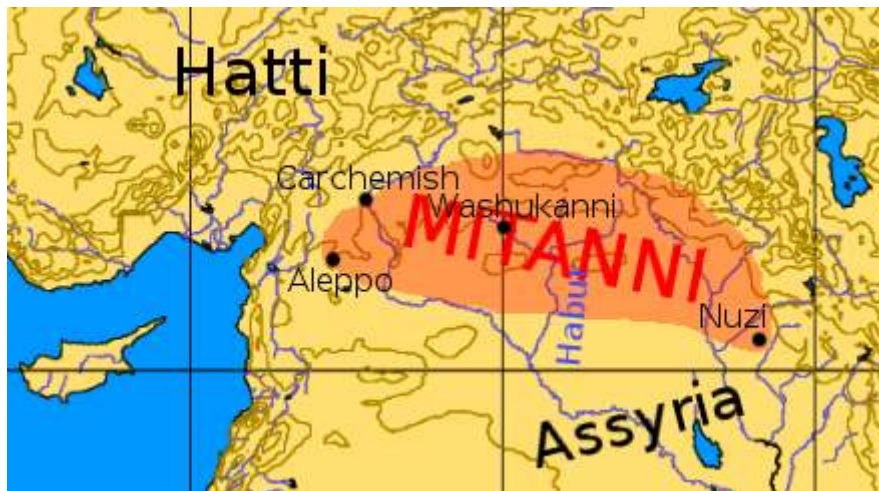 Hatti
Carchemish
Washukanni
MITANNI
Aleppo
Habur
Nuzi
Assyria